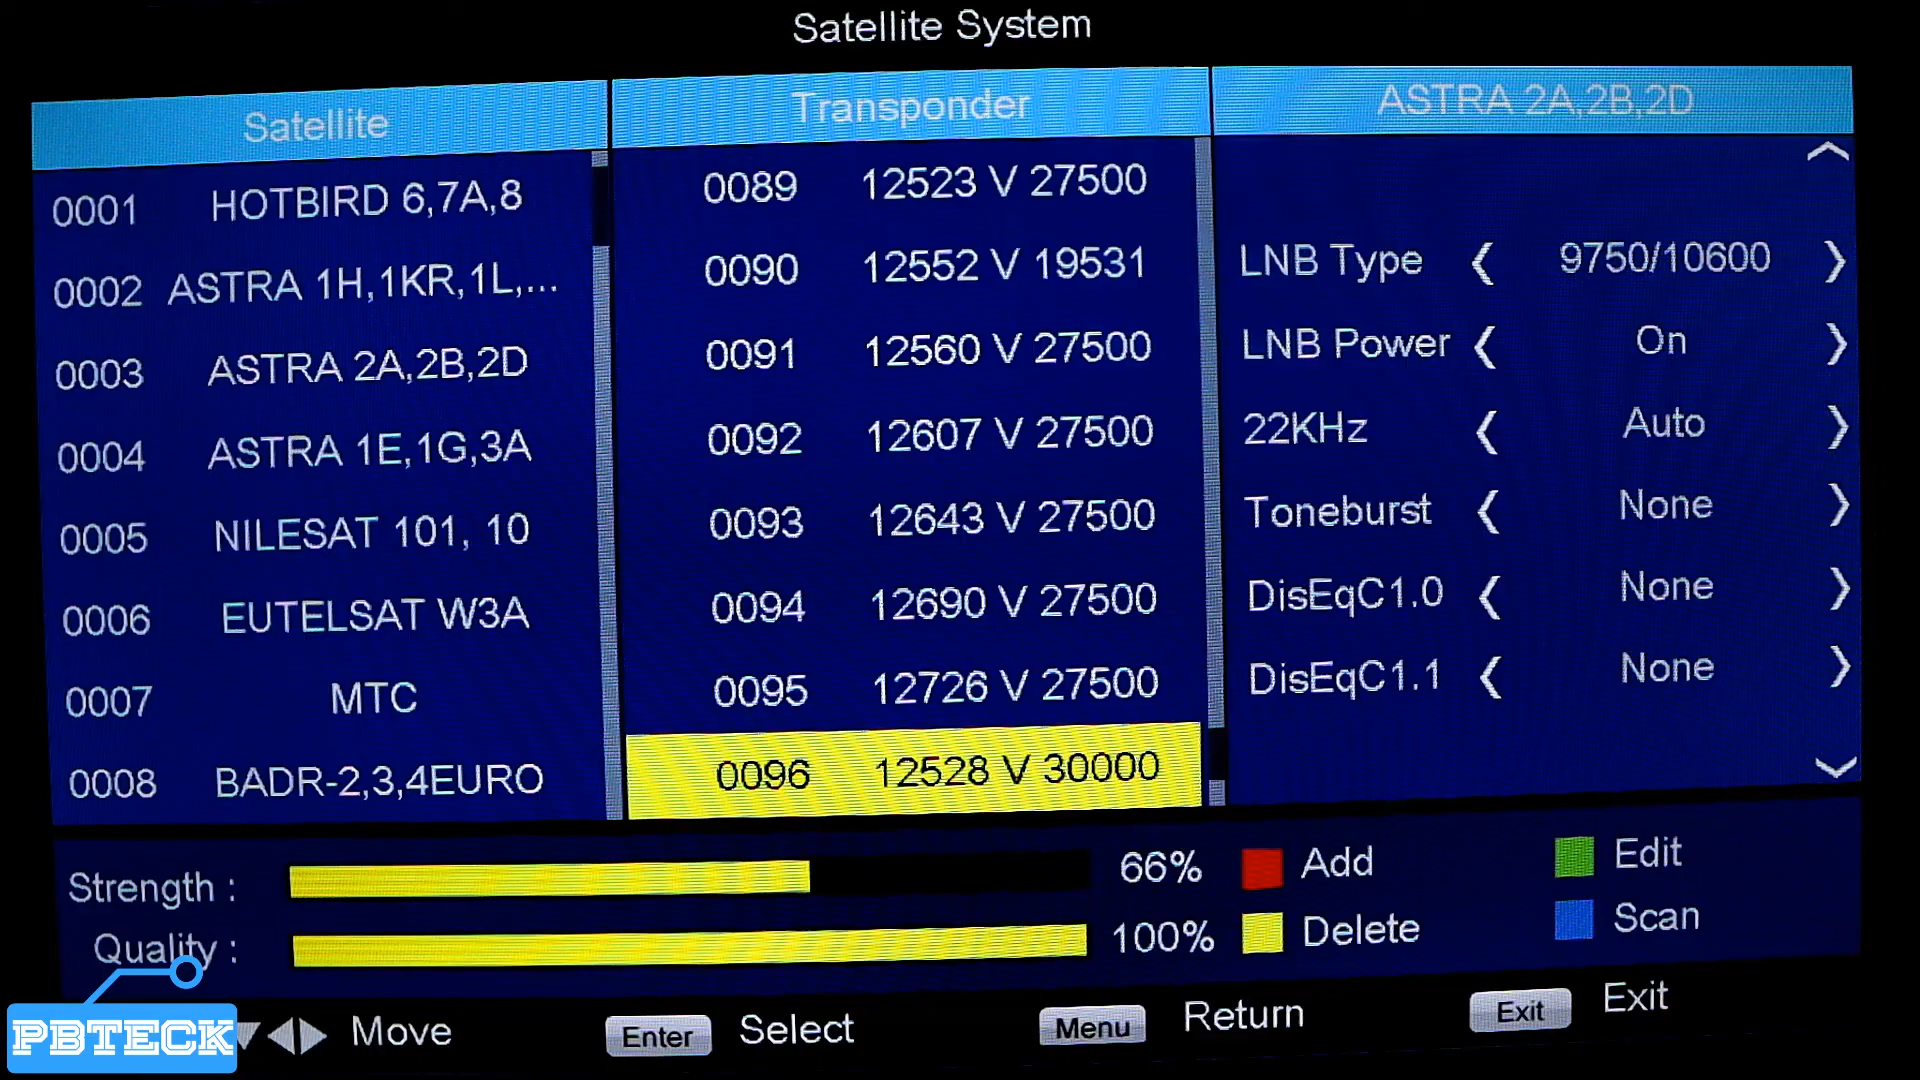 Satellite System
Satellite
0001 HOTBIRD 6,7A,8
0002 ASTRA 1H,1KR,1L,...
0003 ASTRA 2A,2B,2D
0004 ASTRA 1E,1G,3A
0005 NILESAT 101, 10
0006 EUTELSAT W3A
0007 MTC
0008 BADR-2,3,4EURO
Transponder
0089 12523 V 27500
0090 12552 V 19531
0091 12560 V 27500
0092 12607 V 27500
0093 12643 V 27500
0094 12690 V 27500
0095 12726 V 27500
0096 12528 V 30000
ASTRA 2A,2B,2D
LNB Type 9750/10600
LNB Power On
22KHz Auto
Toneburst None
DisEqC1.0 None
DisEqC1.1 None
Strength : 66%
Quality : 100%
Add
Edit
Delete
Scan
Move
Enter Select
Menu Return
Exit Exit
PBTECK